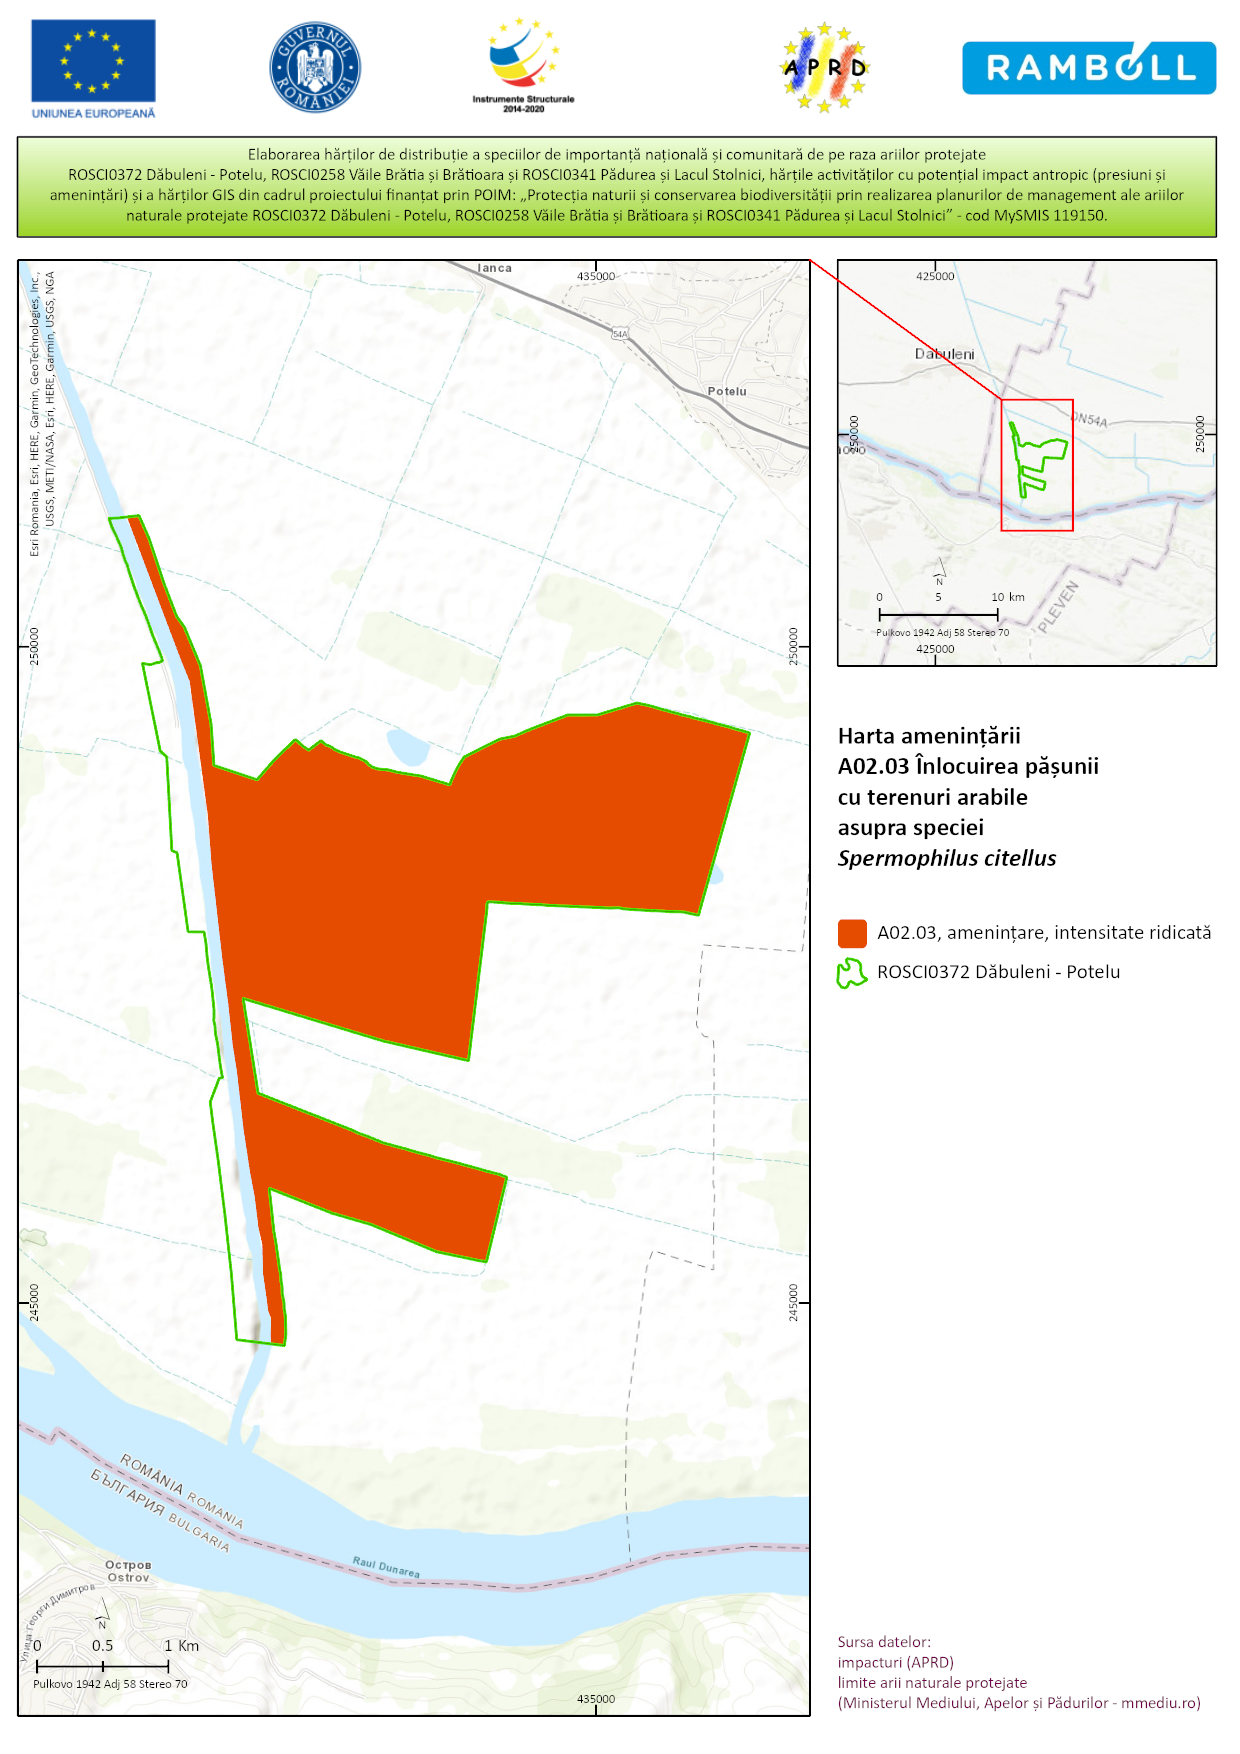 UNIUNEA EUROPEANĂ
GUVERNUL ROMÂNIEI
Instrumente Structurale
2014-2020
APRD
RAMBOLL
Elaborarea hărților de distribuție a speciilor de importanță națională și comunitară de pe raza ariilor protejate
ROSCI0372 Dăbuleni - Potelu, ROSCI0258 Văile Brătia și Brătioara și ROSCI0341 Pădurea și Lacul Stolnici, hărțile activităților cu potențial impact antropic (presiuni și
amenințări) și a hărților GIS din cadrul proiectului finanțat prin POIM: „Protecția naturii si conservarea biodiversității prin realizarea planurilor de management ale ariilor
naturale protejate ROSCI0372 Dăbuleni - Potelu, ROSCI0258 Văile Brătia și Brătioara și ROSCI0341 Pădurea și Lacul Stolnici” - cod MySMIS 119150.
Esri Romania, Esri, HERE, Garmin, GeoTechnologies, Inc.,
USGS, METI/NASA, Esri, HERE, Garmin, USGS, NGA
Ianca
435000
54A
Potelu
250000
250000
245000
245000
ROMÂNIA ROMANIA
БЪЛГАРИЯ BULGARIA
Raul Dunarea
Остров
Ostrov
Улица Георги Димитров
N
0 0.5 1 Km
Pulkovo 1942 Adj 58 Stereo 70
435000
425000
Dabuleni
DN54A
250000
250000
PLEVEN
N
0 5 10 km
Pulkovo 1942 Adj 58 Stereo 70
425000
Harta amenințării
A02.03 Înlocuirea pășunii
cu terenuri arabile
asupra speciei
Spermophilus citellus
A02.03, amenințare, intensitate ridicată
ROSCI0372 Dăbuleni - Potelu
Sursa datelor:
impacturi (APRD)
limite arii naturale protejate
(Ministerul Mediului, Apelor și Pădurilor - mmediu.ro)